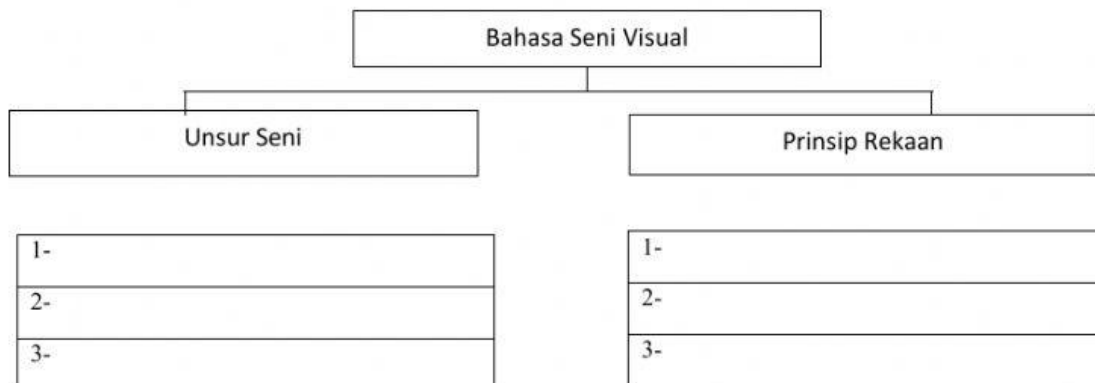 Bahasa Seni Visual
Unsur Seni
Prinsip Rekaan
1-
2-
3-
1-
2-
3-